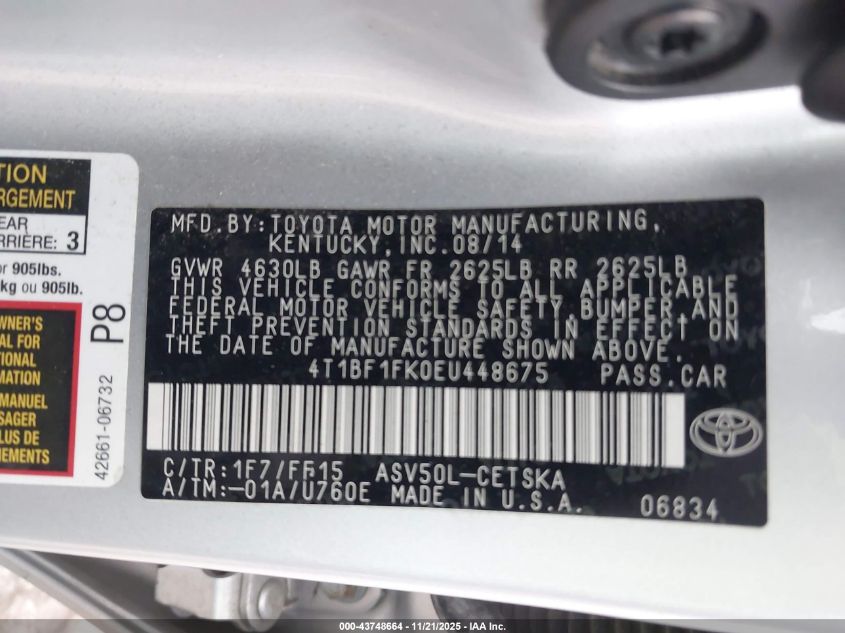 TION
RGEMENT
EAR
RRIÈRE: 3
or 905lbs.
kg ou 905lb.
P8
WNER'S
AL FOR
TIONAL
MATION
MANUEL
SAGER
LUS DE
NEMENTS
42661-06732
MFD. BY: TOYOTA MOTOR MANUFACTURING,
KENTUCKY, INC. 08/14
GVWR 4630LB GAWR FR 2625LB RR 2625LB
THIS VEHICLE CONFORMS TO ALL APPLICABLE
FEDERAL MOTOR VEHICLE SAFETY, BUMPER, AND
THEFT PREVENTION STANDARDS IN EFFECT ON
THE DATE OF MANUFACTURE SHOWN ABOVE.
4T1BF1FK0EU448675 PASS. CAR
C/TR: 1F7/FF15 ASV50L-CETSKA
A/TM: -01A/U760E MADE IN U.S.A. 06834
000-43748664 - 11/21/2025 - IAA Inc.